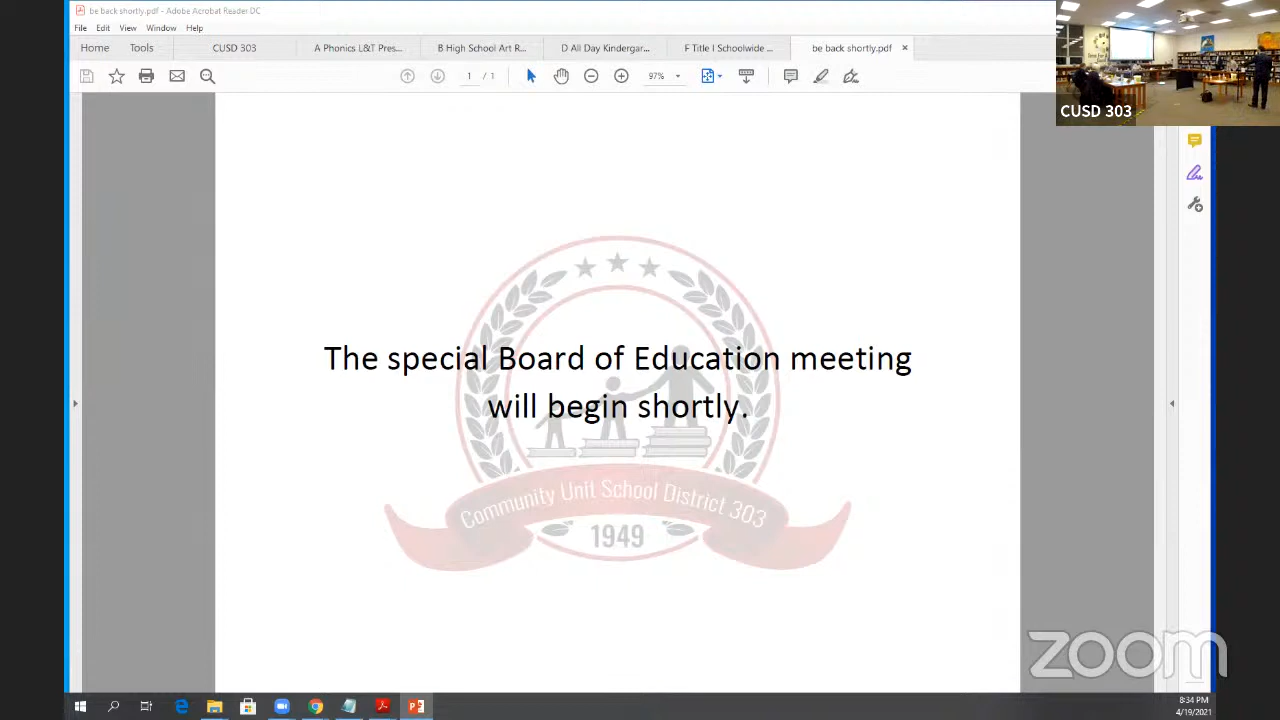 be back shortly.pdf - Adobe Acrobat Reader DC
File Edit View Window Help
Home Tools CUSD 303 A Phonics L&T Pres... B High School Art R... D All Day Kindergar... F Title I Schoolwide ... be back shortly.pdf ×
1 97%
CUSD 303
The special Board of Education meeting
will begin shortly.
Community Unit School District 303
1949
zoom
8:34 PM
4/19/2021